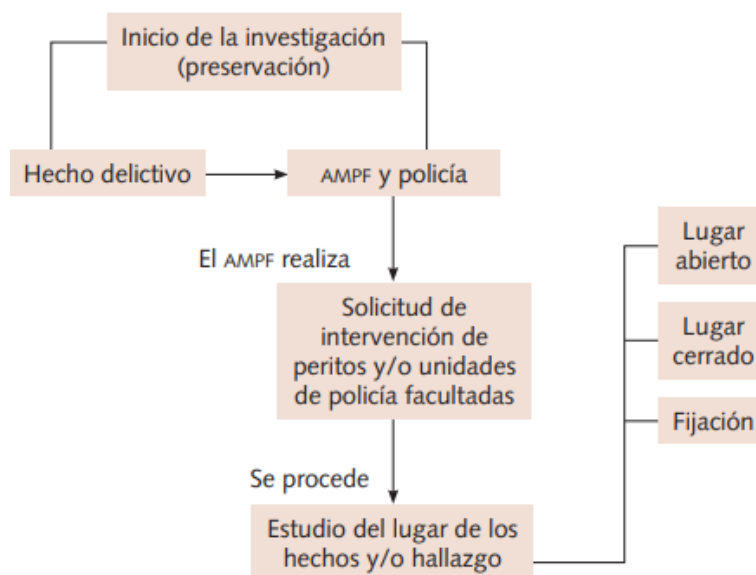 Inicio de la investigación
(preservación)
Hecho delictivo
AMPF y policía
El AMPF realiza
Solicitud de
intervención de
peritos y/o unidades
de policía facultadas
Se procede
Estudio del lugar de los
hechos y/o hallazgo
Lugar
abierto
Lugar
cerrado
Fijación